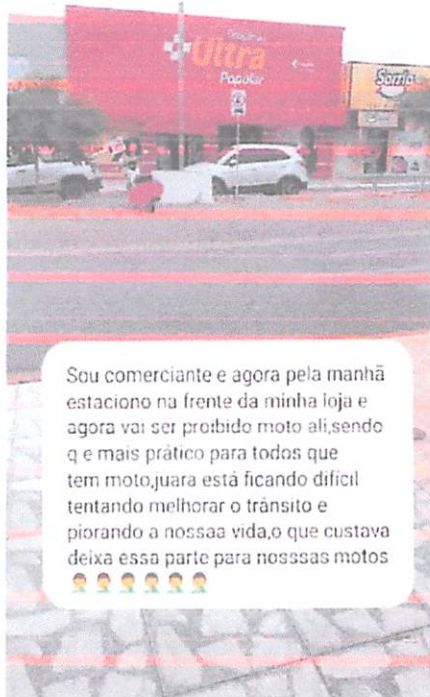 Drogarias
Ultra
Popular
Sorria
Sou comerciante e agora pela manhã
estaciono na frente da minha loja e
agora vai ser proibido moto ali,sendo
q e mais prático para todos que
tem moto,juara está ficando difícil
tentando melhorar o trânsito e
piorando a nossaa vida,o que custava
deixa essa parte para nosssas motos
🤦‍♂️🤦‍♂️🤦‍♂️🤦‍♂️🤦‍♂️🤦‍♂️